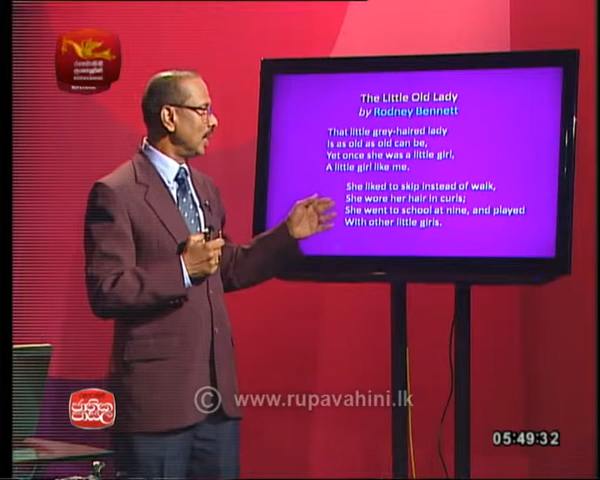 The Little Old Lady
by Rodney Bennett
That little grey-haired lady
Is as old as old can be,
Yet once she was a little girl,
A little girl like me.
She liked to skip instead of walk,
She wore her hair in curls;
She went to school at nine, and played
With other little girls.
ජාතික
පාසල
© www.rupavahini.lk
05:49:32